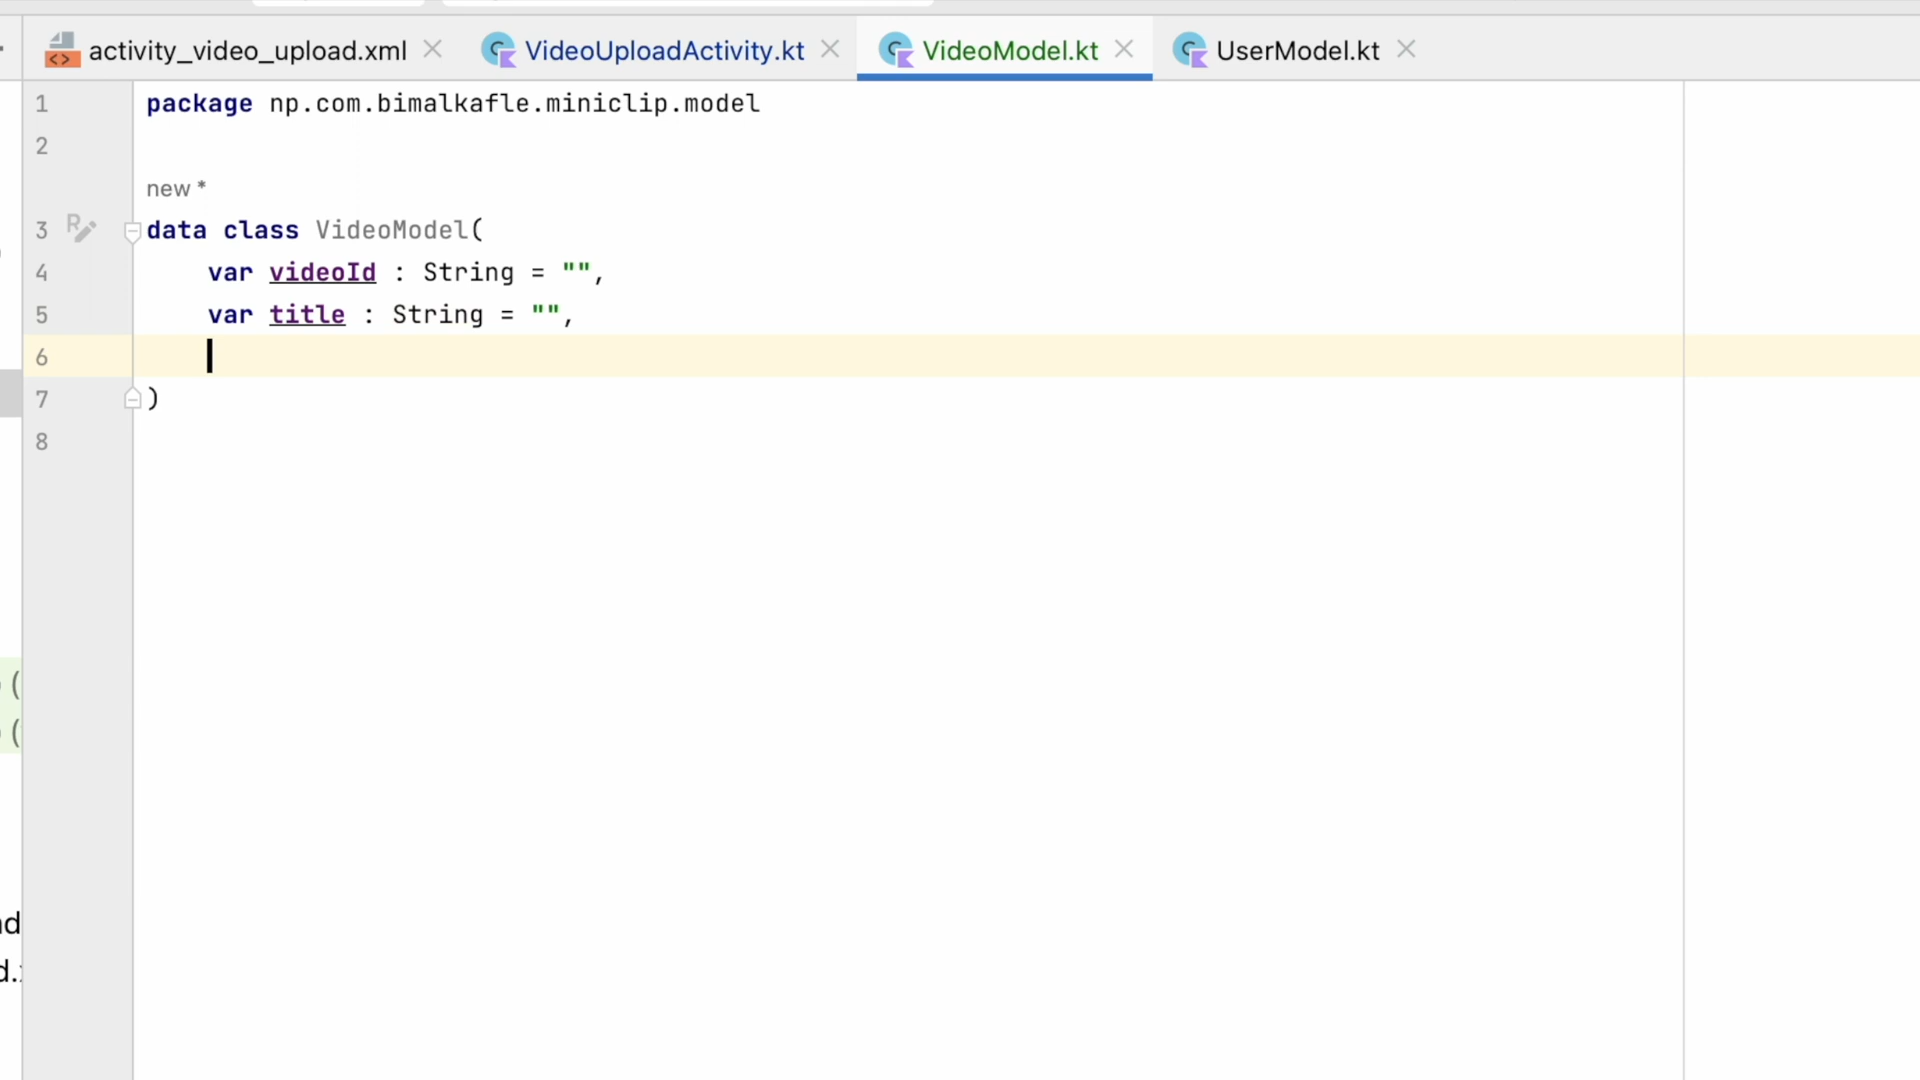 activity_video_upload.xml VideoUploadActivity.kt VideoModel.kt UserModel.kt
1 package np.com.bimalkafle.miniclip.model
2
new *
3 data class VideoModel(
4 var videoId : String = "",
5 var title : String = "",
6
7 )
8
(
(
d
d.